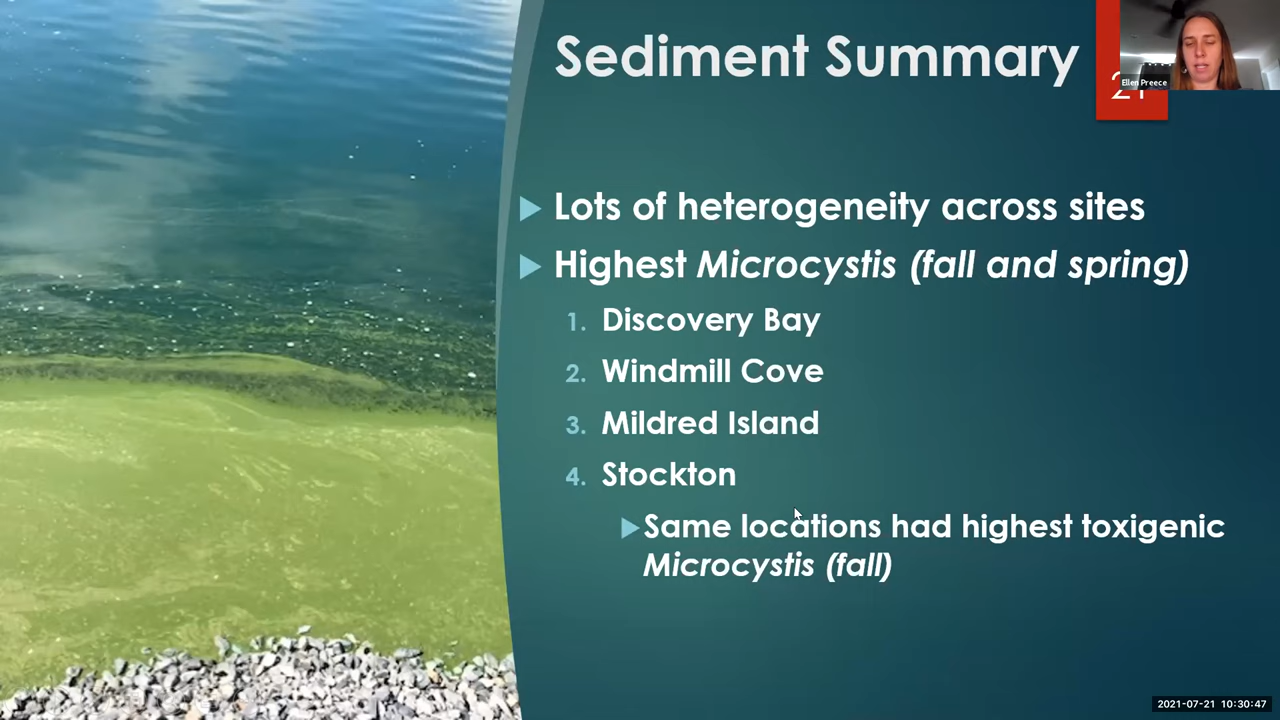 Sediment Summary
Ellen Preece
Lots of heterogeneity across sites
Highest Microcystis (fall and spring)
1. Discovery Bay
2. Windmill Cove
3. Mildred Island
4. Stockton
Same locations had highest toxigenic
Microcystis (fall)
2021-07-21 10:30:47